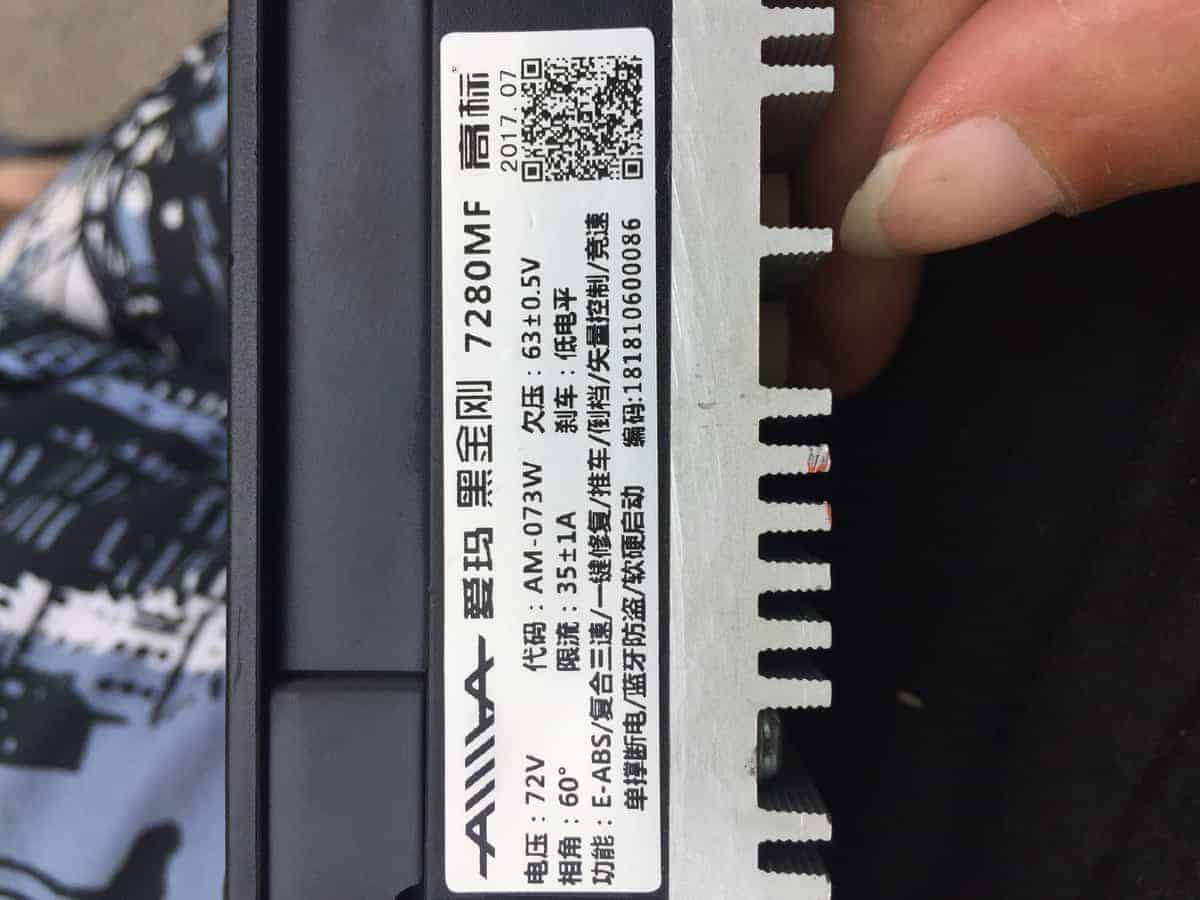 AIMA 爱玛 黑金刚 7280MF 高标
2017.07
电压：72V 代码：AM-073W 欠压：63±0.5V
相角：60° 限流：35±1A 刹车：低电平
功能：E-ABS/复合三速/一键修复/推车/倒档/矢量控制/竞速
单撑断电/蓝牙防盗/软硬启动 编码:181810600086